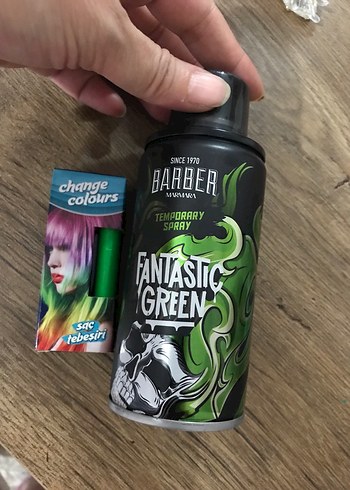 change
colours
saç
tebeşiri
SINCE 1970
BARBER
MARMARA
TEMPORARY
SPRAY
FANTASTIC
GREEN